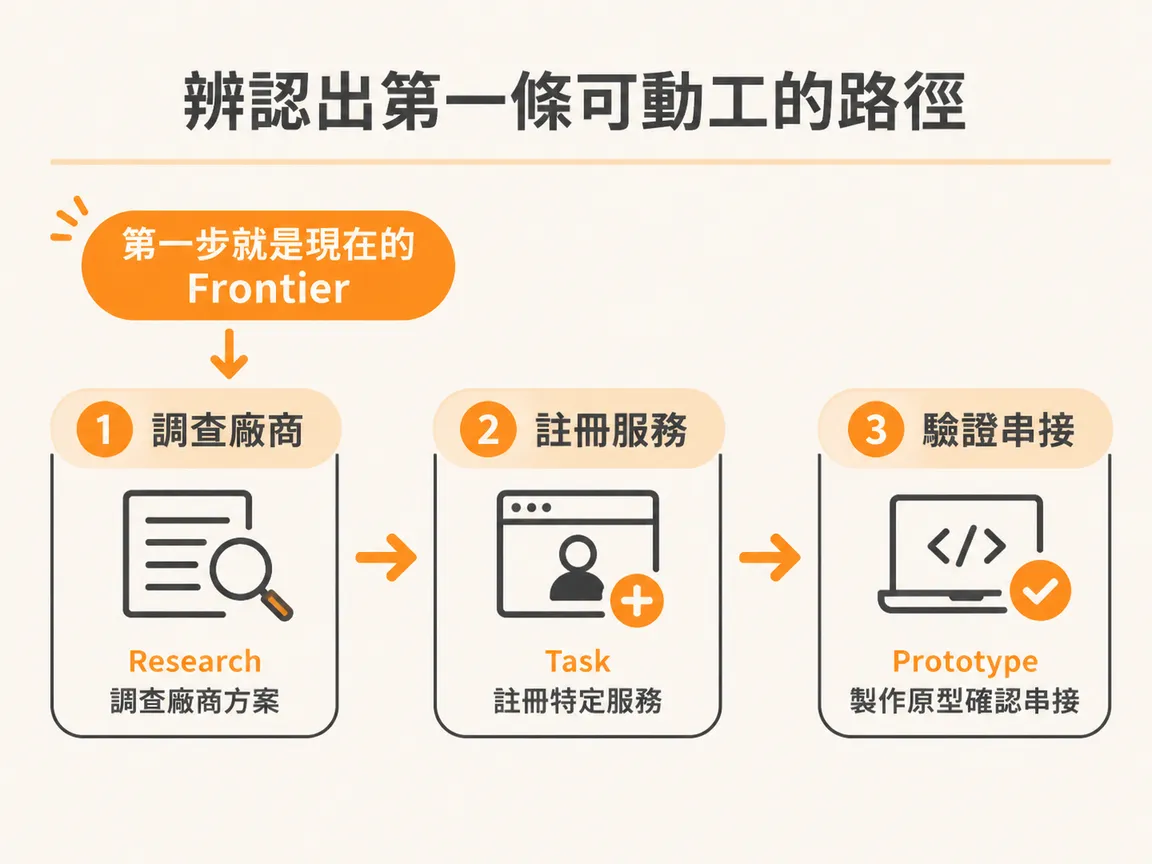 辨認出第一條可動工的路徑
第一步就是現在的
Frontier
1 調查廠商
Research
調查廠商方案
2 註冊服務
Task
註冊特定服務
3 驗證串接
</>
Prototype
製作原型確認串接